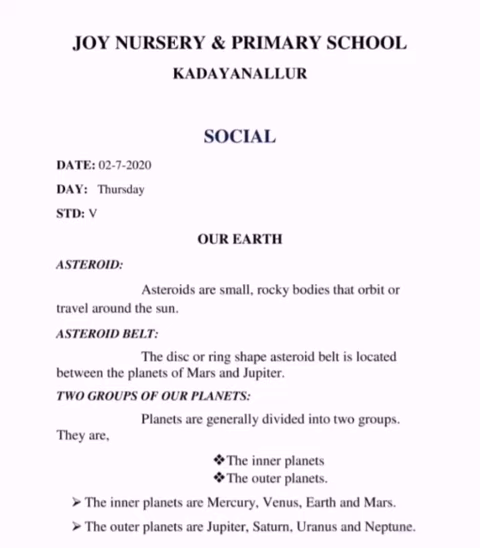 JOY NURSERY & PRIMARY SCHOOL
KADAYANALLUR
SOCIAL
DATE: 02-7-2020
DAY: Thursday
STD: V
OUR EARTH
ASTEROID:
Asteroids are small, rocky bodies that orbit or
travel around the sun.
ASTEROID BELT:
The disc or ring shape asteroid belt is located
between the planets of Mars and Jupiter.
TWO GROUPS OF OUR PLANETS:
Planets are generally divided into two groups.
They are,
❖The inner planets
❖The outer planets.
➢ The inner planets are Mercury, Venus, Earth and Mars.
➢ The outer planets are Jupiter, Saturn, Uranus and Neptune.